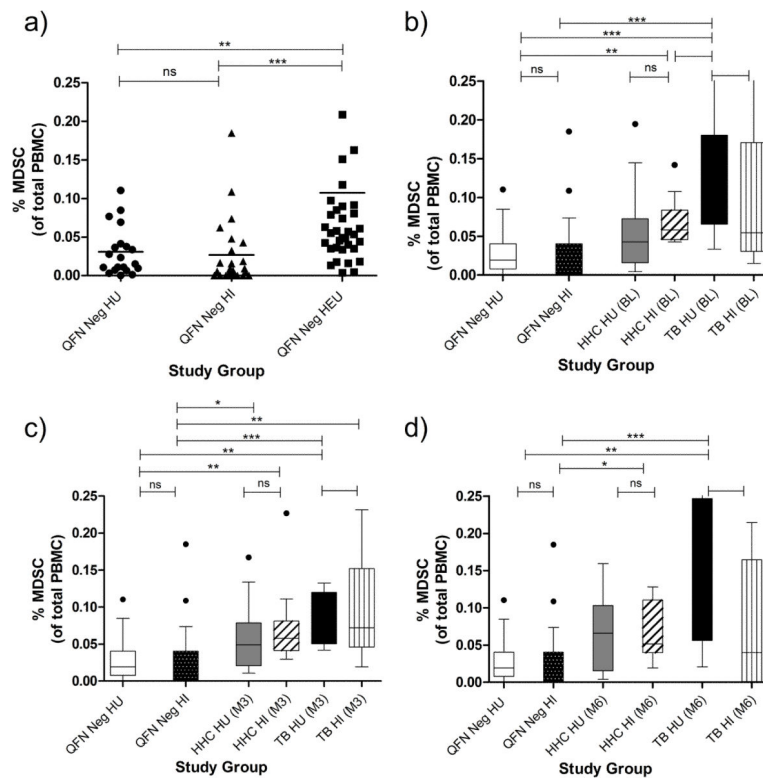 a)
**
ns
***
% MDSC
(of total PBMC)
0.25
0.20
0.15
0.10
0.05
0.00
QFN Neg HU
QFN Neg HI
QFN Neg HEU
Study Group
b)
***
***
**
ns
ns
% MDSC
(of total PBMC)
0.25
0.20
0.15
0.10
0.05
0.00
QFN Neg HU
QFN Neg HI
HHC HU (BL)
HHC HI (BL)
TB HU (BL)
TB HI (BL)
Study Group
c)
*
**
***
**
**
ns
ns
% MDSC
(of total PBMC)
0.25
0.20
0.15
0.10
0.05
0.00
QFN Neg HU
QFN Neg HI
HHC HU (M3)
HHC HI (M3)
TB HU (M3)
TB HI (M3)
Study Group
d)
***
**
*
ns
ns
% MDSC
(of total PBMC)
0.25
0.20
0.15
0.10
0.05
0.00
QFN Neg HU
QFN Neg HI
HHC HU (M6)
HHC HI (M6)
TB HU (M6)
TB HI (M6)
Study Group